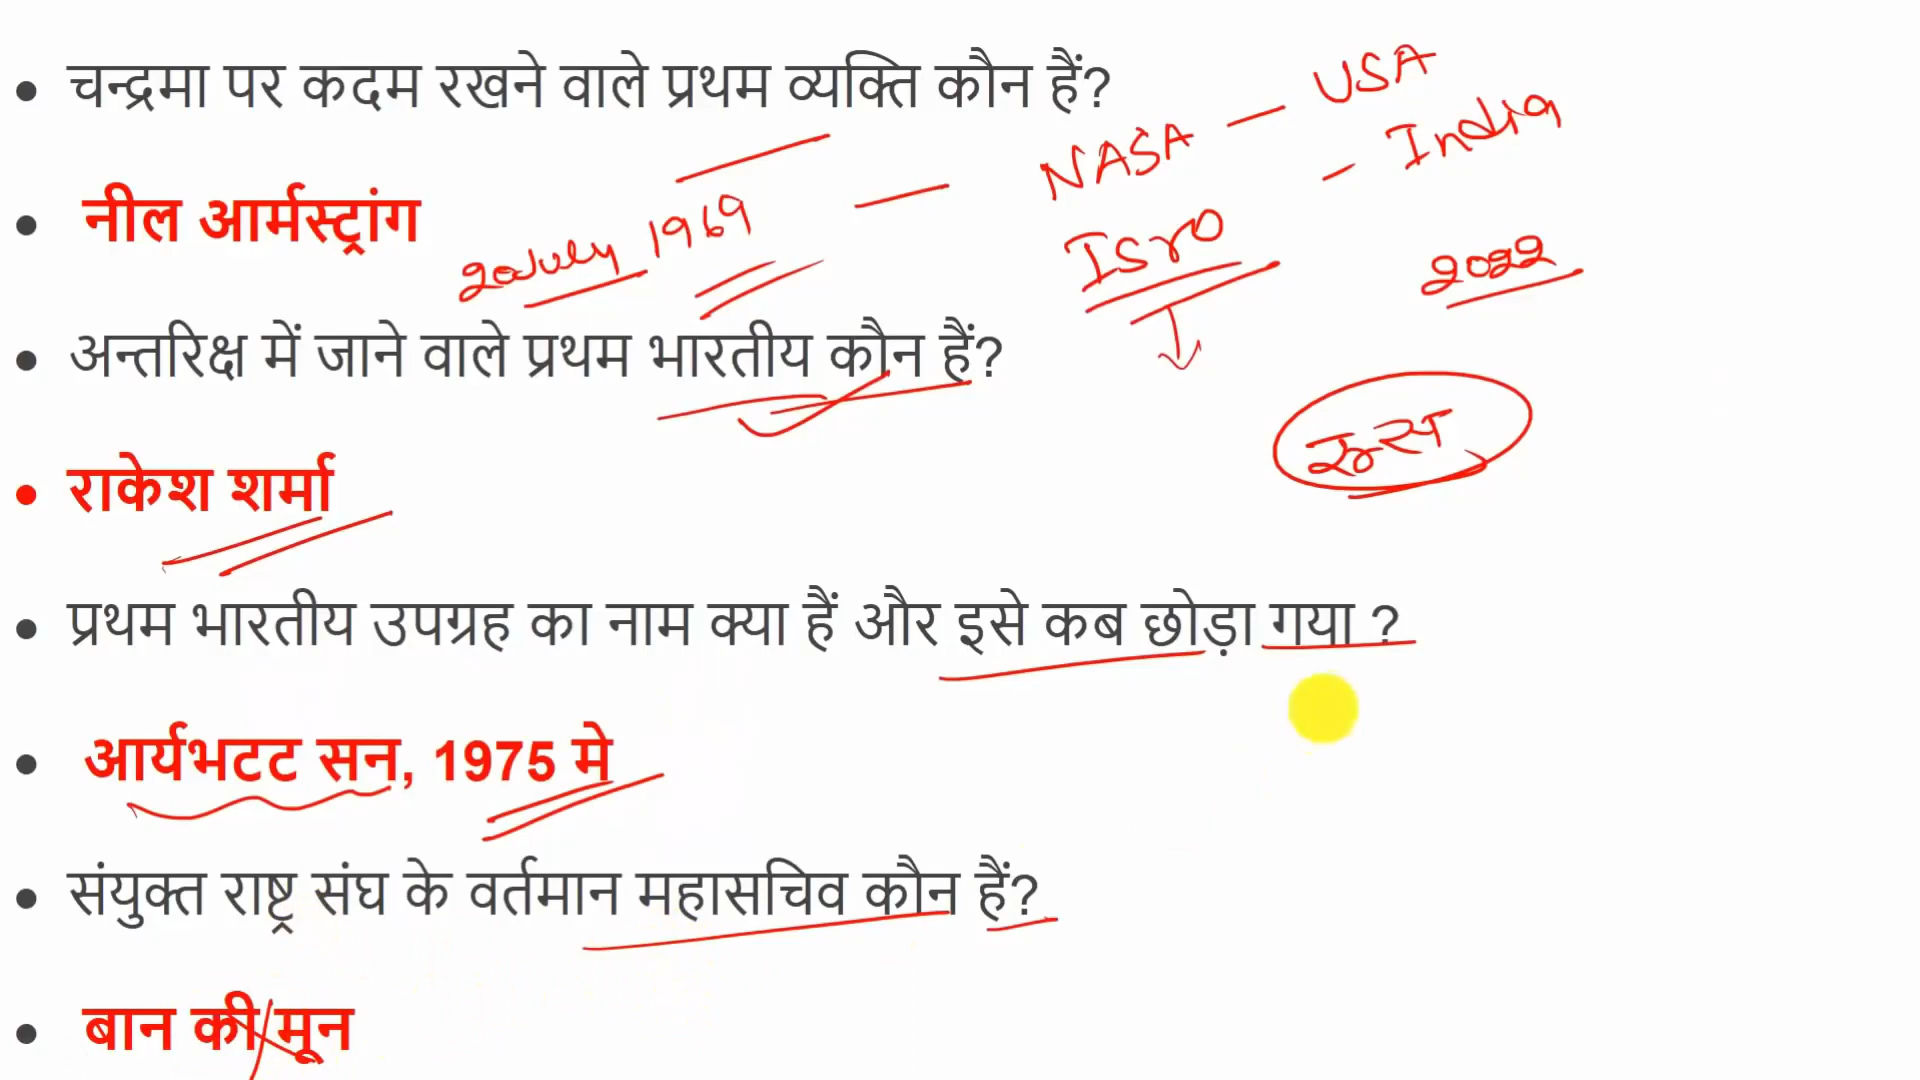 • चन्द्रमा पर कदम रखने वाले प्रथम व्यक्ति कौन हैं?
NASA — USA
- India
• नील आर्मस्ट्रांग
20 July 1969 —
Isro
2022
• अन्तरिक्ष में जाने वाले प्रथम भारतीय कौन हैं?
रूस
• राकेश शर्मा
• प्रथम भारतीय उपग्रह का नाम क्या हैं और इसे कब छोड़ा गया ?
• आर्यभटट सन, 1975 मे
• संयुक्त राष्ट्र संघ के वर्तमान महासचिव कौन हैं?
• बान की मून